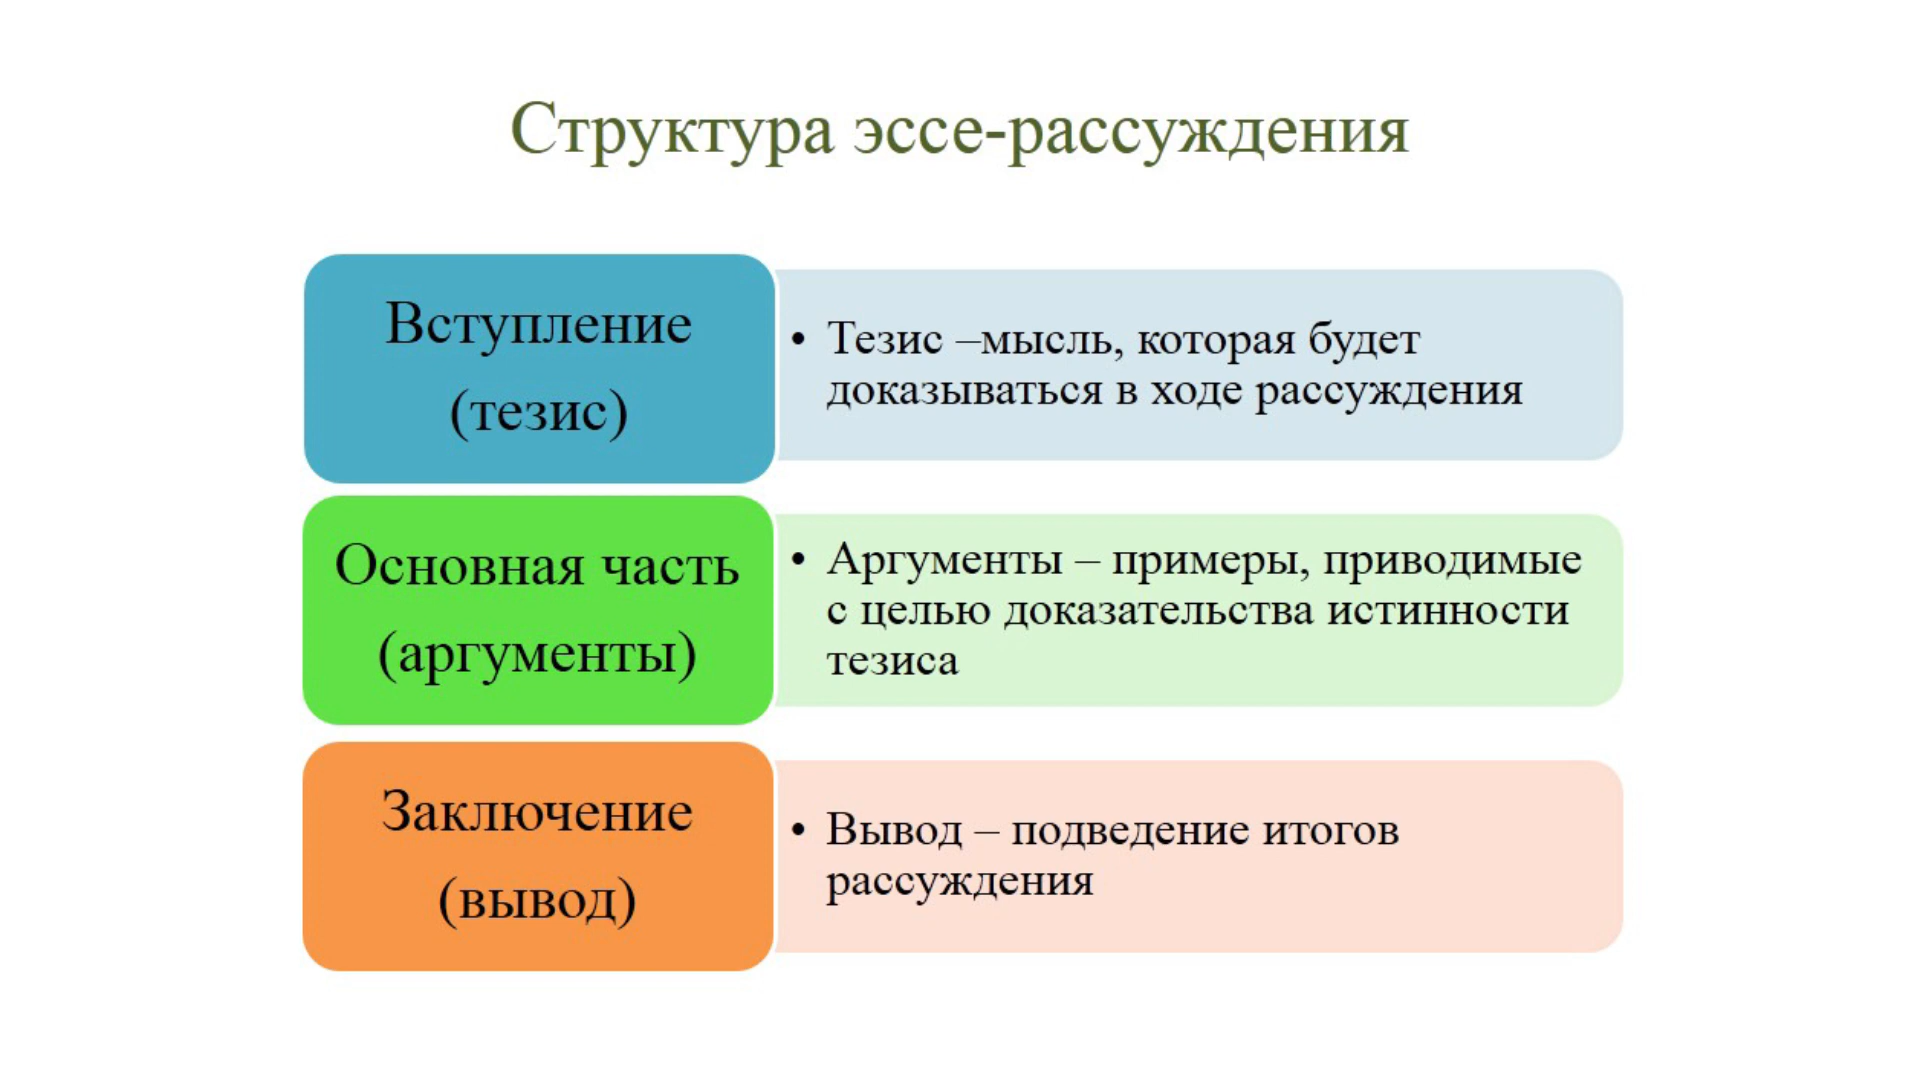 Структура эссе-рассуждения
Вступление
(тезис)
• Тезис –мысль, которая будет
доказываться в ходе рассуждения
Основная часть
(аргументы)
• Аргументы – примеры, приводимые
с целью доказательства истинности
тезиса
Заключение
(вывод)
• Вывод – подведение итогов
рассуждения